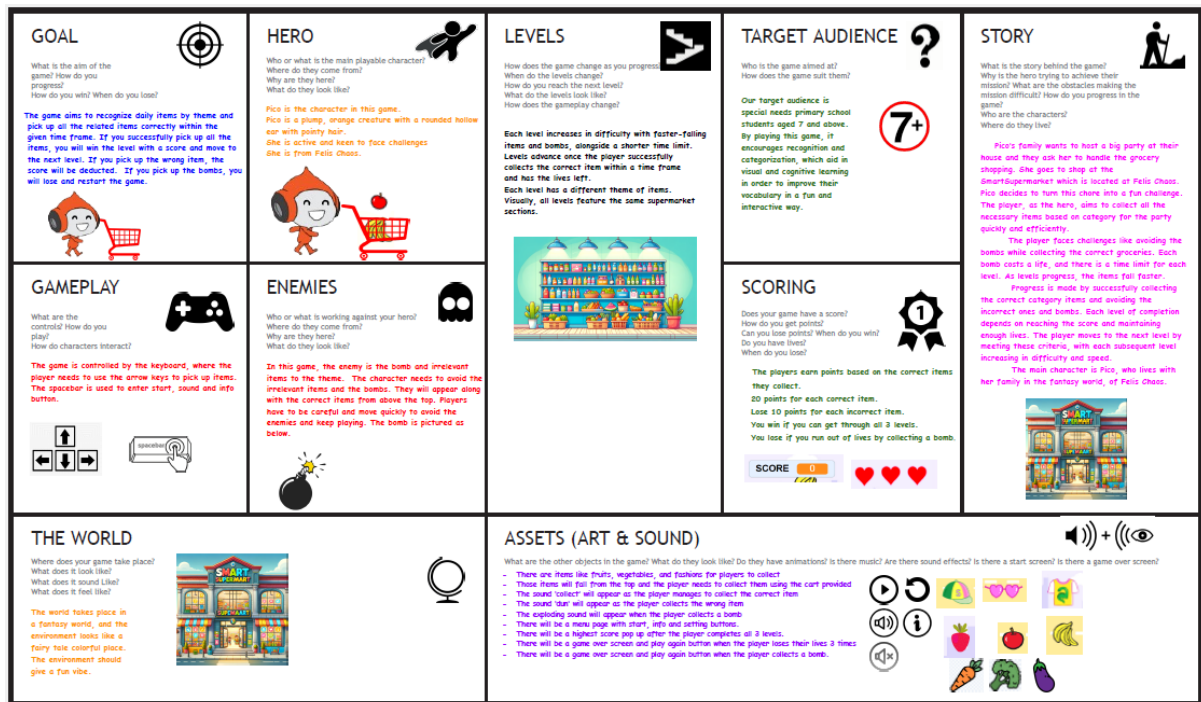 GOAL
What is the aim of the
game? How do you
progress?
How do you win? When do you lose?
The game aims to recognize daily items by theme and
pick up all the related items correctly within the
given time frame. If you successfully pick up all the
items, you will win the level with a score and move to
the next level. If you pick up the wrong item, the
score will be deducted. If you pick up the bombs, you
will lose and restart the game.
HERO
Who or what is the main playable character?
Where do they come from?
Why are they here?
What do they look like?
Pico is the character in this game.
Pico is a plump, orange creature with a rounded hollow
ear with pointy hair.
She is active and keen to face challenges
She is from Felis Chaos.
LEVELS
How does the game change as you progress?
When do the levels change?
How do you reach the next level?
What do the levels look like?
How does the gameplay change?
Each level increases in difficulty with faster-falling
items and bombs, alongside a shorter time limit.
Levels advance once the player successfully
collects the correct item within a time frame
and has the lives left.
Each level has a different theme of items.
Visually, all levels feature the same supermarket
sections.
TARGET AUDIENCE
Who is the game aimed at?
How does the game suit them?
Our target audience is
special needs primary school
students aged 7 and above.
By playing this game, it
encourages recognition and
categorization, which aid in
visual and cognitive learning
in order to improve their
vocabulary in a fun and
interactive way.
7+
STORY
What is the story behind the game?
Why is the hero trying to achieve their
mission? What are the obstacles making the
mission difficult? How do you progress in the
game?
Who are the characters?
Where do they live?
Pico's family wants to host a big party at their
house and they ask her to handle the grocery
shopping. She goes to shop at the
SmartSupermarket which is located at Felis Chaos.
Pico decides to turn this chore into a fun challenge.
The player, as the hero, aims to collect all the
necessary items based on category for the party
quickly and efficiently.
The player faces challenges like avoiding the
bombs while collecting the correct groceries. Each
bomb costs a life, and there is a time limit for each
level. As levels progress, the items fall faster.
Progress is made by successfully collecting
the correct category items and avoiding the
incorrect ones and bombs. Each level of completion
depends on reaching the score and maintaining
enough lives. The player moves to the next level by
meeting these criteria, with each subsequent level
increasing in difficulty and speed.
The main character is Pico, who lives with
her family in the fantasy world, of Felis Chaos.
SMART
GAMEPLAY
What are the
controls? How do you
play?
How do characters interact?
The game is controlled by the keyboard, where the
player needs to use the arrow keys to pick up items.
The spacebar is used to enter start, sound and info
button.
spacebar
ENEMIES
Who or what is working against your hero?
Where do they come from?
Why are they here?
What do they look like?
In this game, the enemy is the bomb and irrelevant
items to the theme. The character needs to avoid the
irrelevant items and the bombs. They will appear along
with the correct items from above the top. Players
have to be careful and move quickly to avoid the
enemies and keep playing. The bomb is pictured as
below.
SCORING
Does your game have a score?
How do you get points?
Can you lose points? When do you win?
Do you have lives?
When do you lose?
1
The players earn points based on the correct items
they collect.
20 points for each correct item.
Lose 10 points for each incorrect item.
You win if you can get through all 3 levels.
You lose if you run out of lives by collecting a bomb.
SCORE 0
THE WORLD
Where does your game take place?
What does it look like?
What does it sound Like?
What does it feel like?
The world takes place in
a fantasy world, and the
environment looks like a
fairy tale colorful place.
The environment should
give a fun vibe.
SMART
ASSETS (ART & SOUND)
What are the other objects in the game? What do they look like? Do they have animations? Is there music? Are there sound effects? Is there a start screen? Is there a game over screen?
- There are items like fruits, vegetables, and fashions for players to collect
- Those items will fall from the top and the player needs to collect them using the cart provided
- The sound 'collect' will appear as the player manages to collect the correct item
- The sound 'dun' will appear as the player collects the wrong item
- The exploding sound will appear when the player collects a bomb
- There will be a menu page with start, info and setting buttons.
- There will be a highest score pop up after the player completes all 3 levels.
- There will be a game over screen and play again button when the player loses their lives 3 times
- There will be a game over screen and play again button when the player collects a bomb.